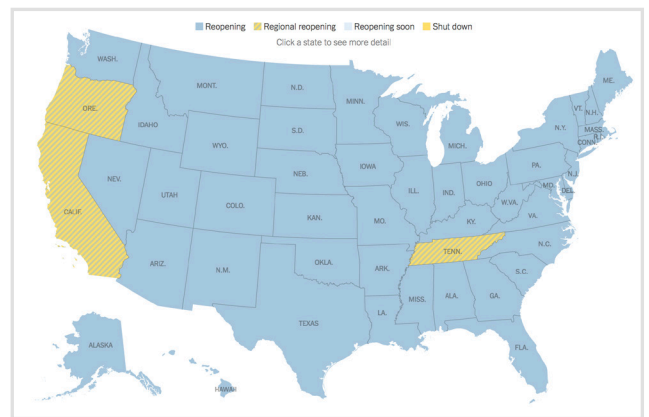 Reopening Regional reopening Reopening soon Shut down
Click a state to see more detail
WASH.
MONT.
N.D.
MINN.
ME.
ORE.
IDAHO
S.D.
WIS.
MICH.
VT.
N.H.
N.Y.
MASS.
R.I.
CONN.
WYO.
IOWA
NEB.
PA.
N.J.
NEV.
UTAH
COLO.
ILL.
IND.
OHIO
MD.
DEL.
W.VA.
VA.
CALIF.
KAN.
MO.
KY.
N.C.
TENN.
ARIZ.
N.M.
OKLA.
ARK.
S.C.
MISS.
ALA.
GA.
LA.
TEXAS
FLA.
ALASKA
HAWAII